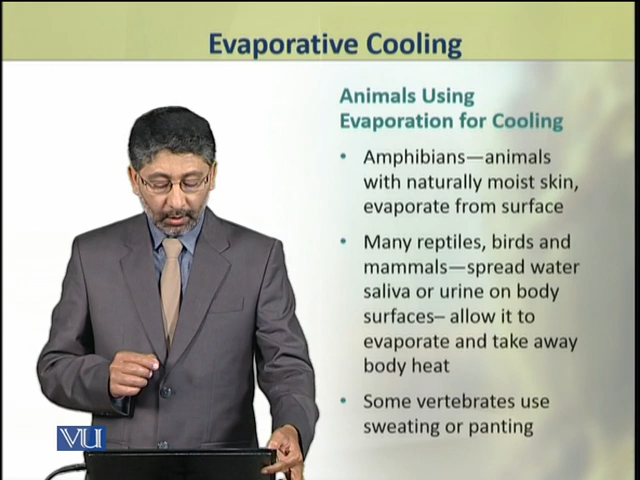 Evaporative Cooling
Animals Using
Evaporation for Cooling
• Amphibians—animals
with naturally moist skin,
evaporate from surface
• Many reptiles, birds and
mammals—spread water
saliva or urine on body
surfaces– allow it to
evaporate and take away
body heat
• Some vertebrates use
sweating or panting
VU